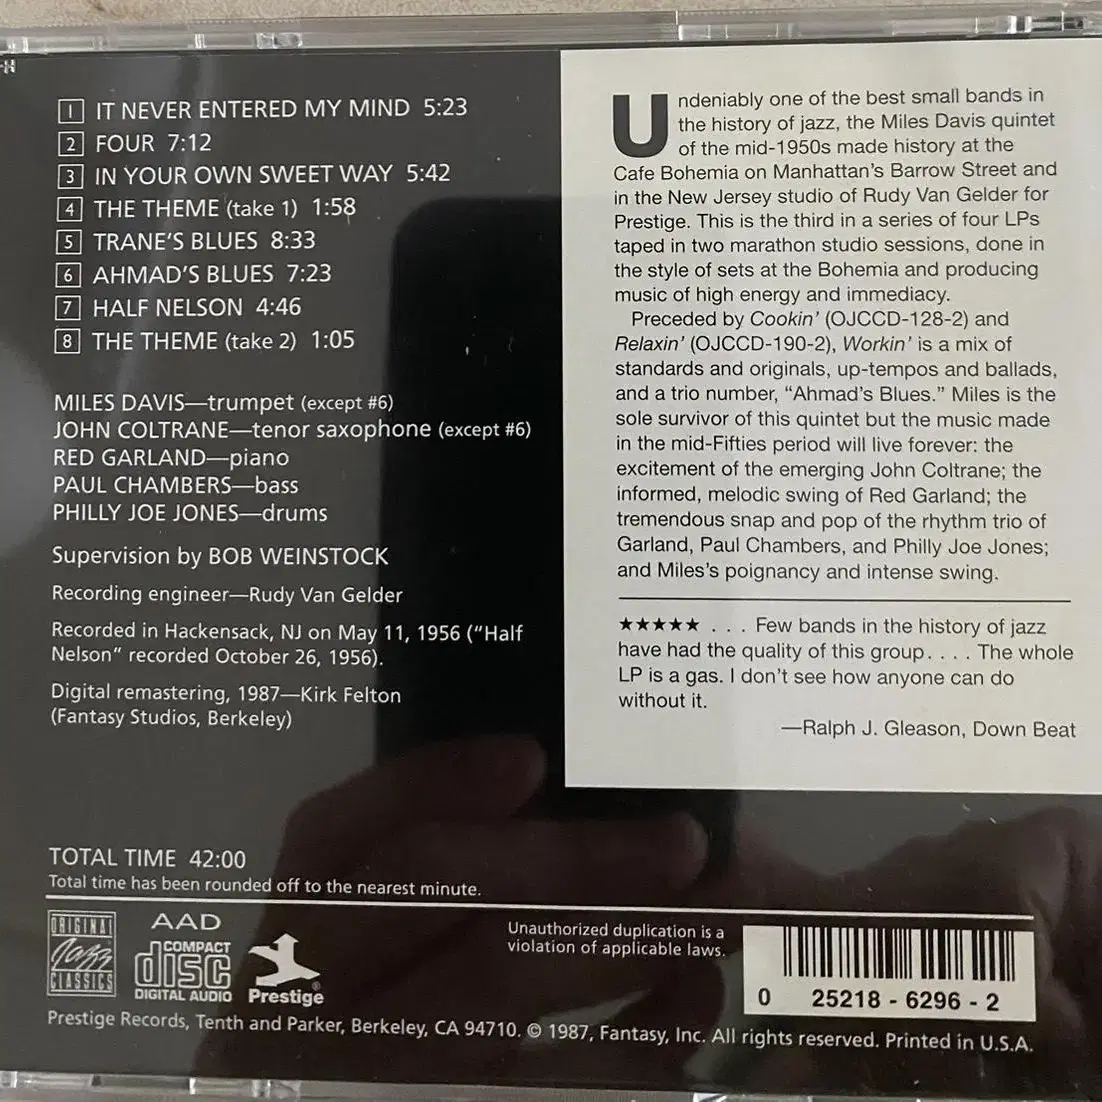 1 IT NEVER ENTERED MY MIND 5:23
2 FOUR 7:12
3 IN YOUR OWN SWEET WAY 5:42
4 THE THEME (take 1) 1:58
5 TRANE'S BLUES 8:33
6 AHMAD'S BLUES 7:23
7 HALF NELSON 4:46
8 THE THEME (take 2) 1:05
MILES DAVIS—trumpet (except #6)
JOHN COLTRANE—tenor saxophone (except #6)
RED GARLAND—piano
PAUL CHAMBERS—bass
PHILLY JOE JONES—drums
Supervision by BOB WEINSTOCK
Recording engineer—Rudy Van Gelder
Recorded in Hackensack, NJ on May 11, 1956 ("Half
Nelson" recorded October 26, 1956).
Digital remastering, 1987—Kirk Felton
(Fantasy Studios, Berkeley)
TOTAL TIME 42:00
Total time has been rounded off to the nearest minute.
Undeniably one of the best small bands in
the history of jazz, the Miles Davis quintet
of the mid-1950s made history at the
Cafe Bohemia on Manhattan's Barrow Street and
in the New Jersey studio of Rudy Van Gelder for
Prestige. This is the third in a series of four LPs
taped in two marathon studio sessions, done in
the style of sets at the Bohemia and producing
music of high energy and immediacy.
Preceded by Cookin' (OJCCD-128-2) and
Relaxin' (OJCCD-190-2), Workin' is a mix of
standards and originals, up-tempos and ballads,
and a trio number, "Ahmad's Blues." Miles is the
sole survivor of this quintet but the music made
in the mid-Fifties period will live forever: the
excitement of the emerging John Coltrane; the
informed, melodic swing of Red Garland; the
tremendous snap and pop of the rhythm trio of
Garland, Paul Chambers, and Philly Joe Jones;
and Miles's poignancy and intense swing.
★★★★★ . . . Few bands in the history of jazz
have had the quality of this group. . . . The whole
LP is a gas. I don't see how anyone can do
without it.
—Ralph J. Gleason, Down Beat
ORIGINAL
Jazz
CLASSICS
AAD
COMPACT
disc
DIGITAL AUDIO
Prestige®
Unauthorized duplication is a
violation of applicable laws.
0 25218-6296-2
Prestige Records, Tenth and Parker, Berkeley, CA 94710. © 1987, Fantasy, Inc. All rights reserved. Printed in U.S.A.